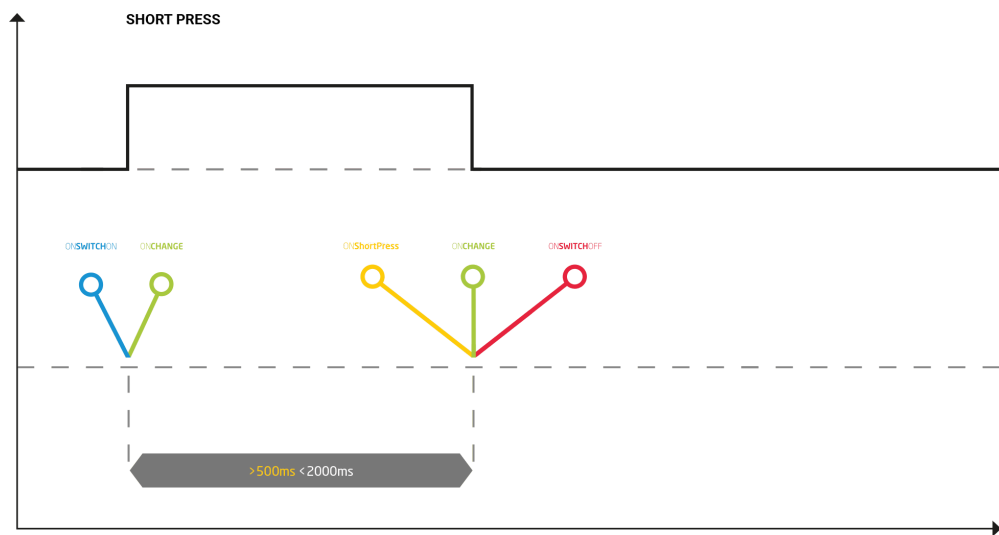 SHORT PRESS
ONSWITCHON
ONCHANGE
ONShortPress
ONCHANGE
ONSWITCHOFF
>500ms <2000ms